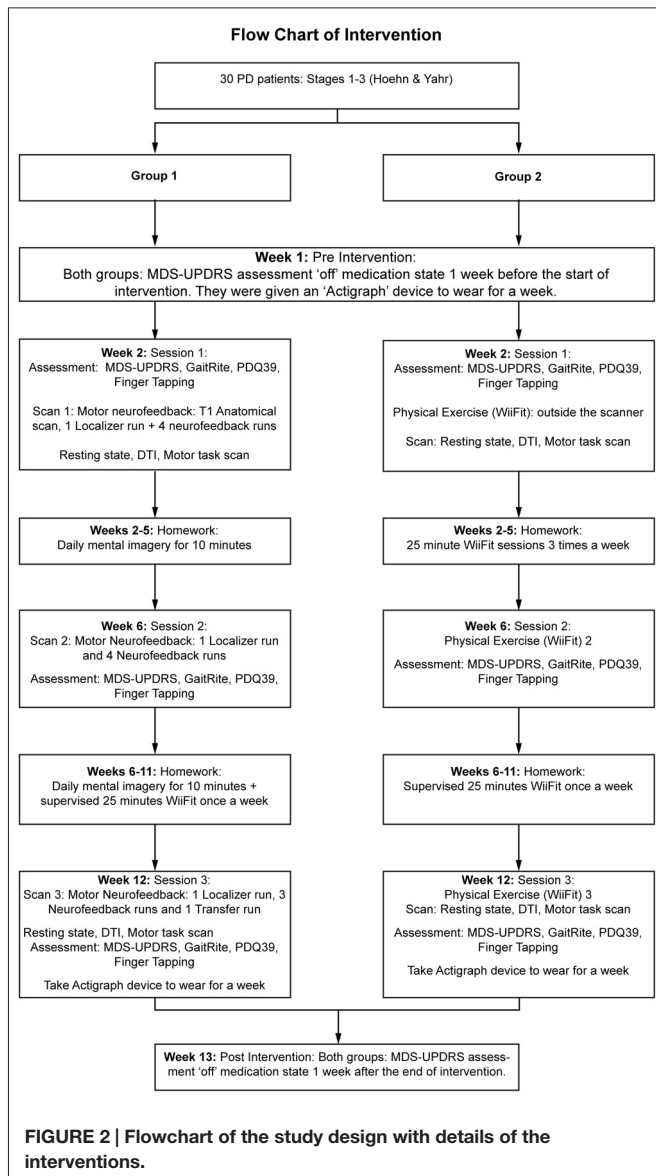 Flow Chart of Intervention
30 PD patients: Stages 1-3 (Hoehn & Yahr)
Group 1
Group 2
Week 1: Pre Intervention:
Both groups: MDS-UPDRS assessment ‘off’ medication state 1 week before the start of
intervention. They were given an ‘Actigraph’ device to wear for a week.
Week 2: Session 1:
Assessment: MDS-UPDRS, GaitRite, PDQ39,
Finger Tapping
Scan 1: Motor neurofeedback: T1 Anatomical
scan, 1 Localizer run + 4 neurofeedback runs
Resting state, DTI, Motor task scan
Week 2: Session 1:
Assessment: MDS-UPDRS, GaitRite, PDQ39,
Finger Tapping
Physical Exercise (WiiFit): outside the scanner
Scan: Resting state, DTI, Motor task scan
Weeks 2-5: Homework:
Daily mental imagery for 10 minutes
Weeks 2-5: Homework:
25 minute WiiFit sessions 3 times a week
Week 6: Session 2:
Scan 2: Motor Neurofeedback: 1 Localizer run
and 4 Neurofeedback runs
Assessment: MDS-UPDRS, GaitRite, PDQ39,
Finger Tapping
Week 6: Session 2:
Physical Exercise (WiiFit) 2
Assessment: MDS-UPDRS, GaitRite, PDQ39,
Finger Tapping
Weeks 6-11: Homework:
Daily mental imagery for 10 minutes +
supervised 25 minutes WiiFit once a week
Weeks 6-11: Homework:
Supervised 25 minutes WiiFit once a week
Week 12: Session 3:
Scan 3: Motor Neurofeedback: 1 Localizer run, 3
Neurofeedback runs and 1 Transfer run
Resting state, DTI, Motor task scan
Assessment: MDS-UPDRS, GaitRite, PDQ39,
Finger Tapping
Take Actigraph device to wear for a week
Week 12: Session 3:
Physical Exercise (WiiFit) 3
Scan: Resting state, DTI, Motor task scan
Assessment: MDS-UPDRS, GaitRite, PDQ39,
Finger Tapping
Take Actigraph device to wear for a week
Week 13: Post Intervention: Both groups: MDS-UPDRS assess-
ment ‘off’ medication state 1 week after the end of intervention.
FIGURE 2 | Flowchart of the study design with details of the
interventions.